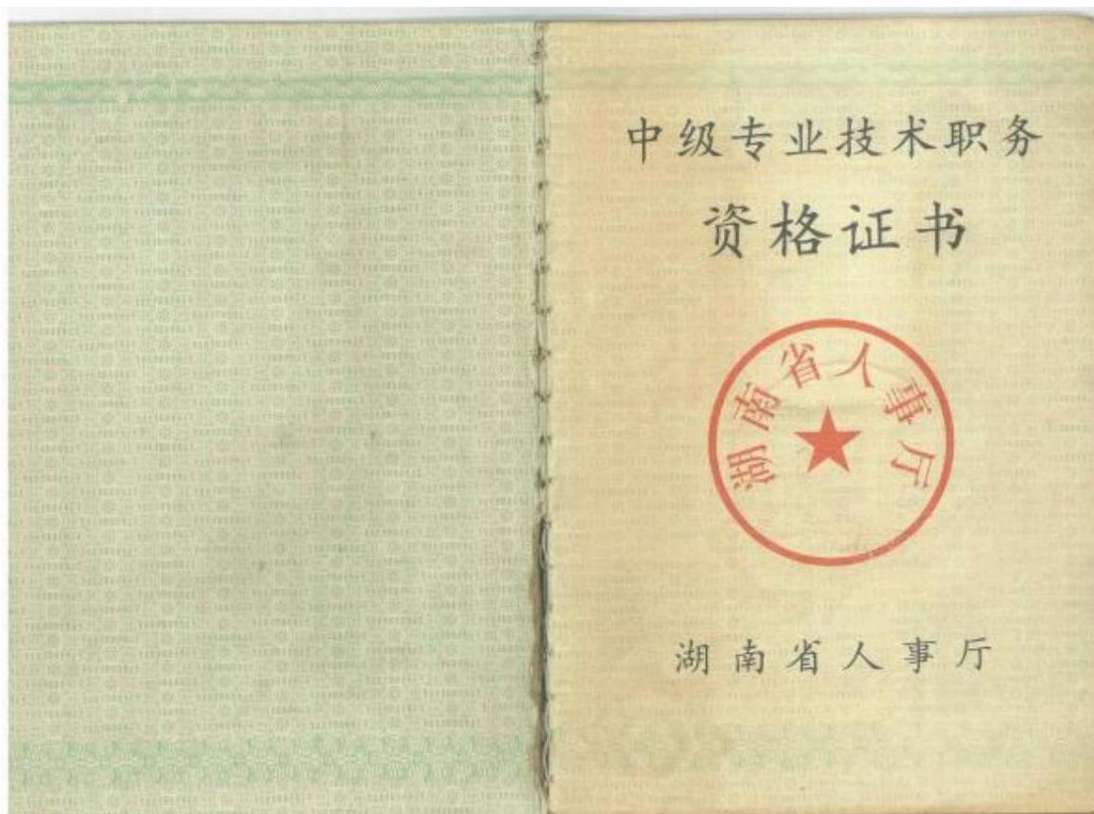 中级专业技术职务
资格证书
湖南省人事厅
湖南省人事厅